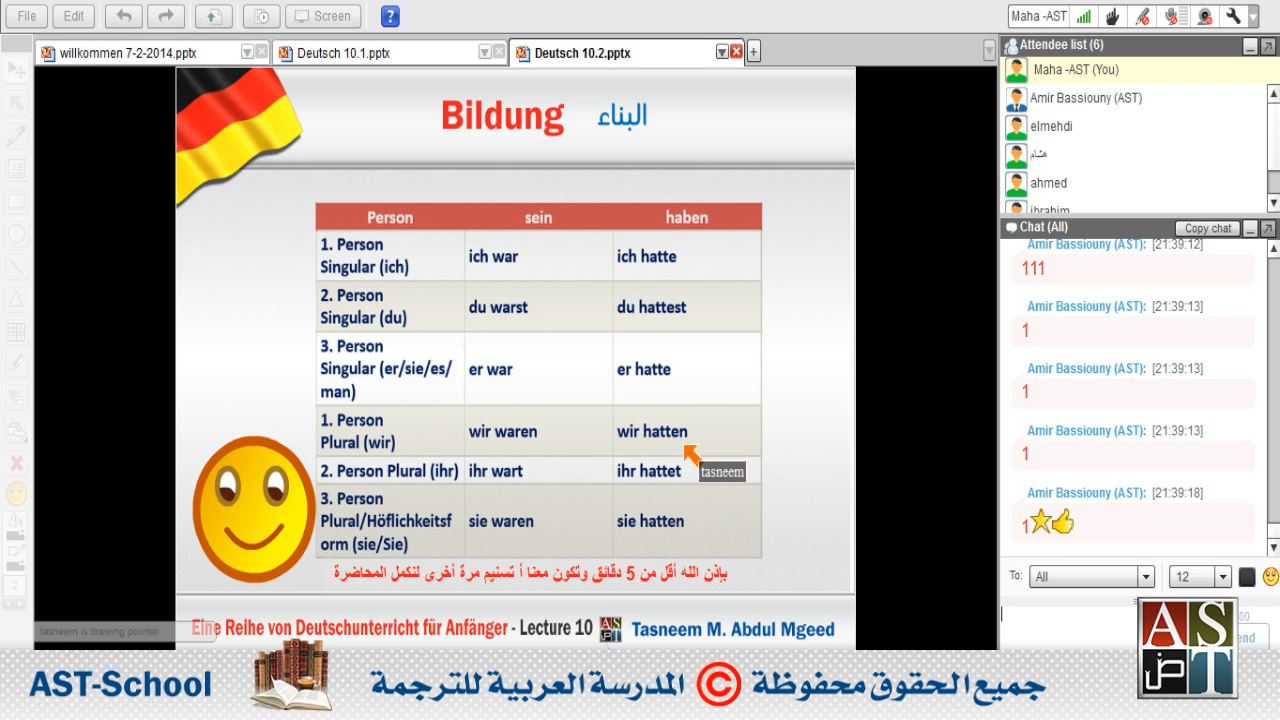 File
Edit
Screen
?
Maha -AST
willkommen 7-2-2014.pptx
Deutsch 10.1.pptx
Deutsch 10.2.pptx
Bildung البناء
Person sein haben
1. Person
Singular (ich)
ich war
ich hatte
2. Person
Singular (du)
du warst
du hattest
3. Person
Singular (er/sie/es/
man)
er war
er hatte
1. Person
Plural (wir)
wir waren
wir hatten
2. Person Plural (ihr)
ihr wart
ihr hattet
tasneem
3. Person
Plural/Höflichkeitsf
orm (sie/Sie)
sie waren
sie hatten
بإذن الله أقل من 5 دقائق وتكون معنا أ تسنيم مرة أخرى لنكمل المحاضرة
tasneem is drawing pointer
Eine Reihe von Deutschunterricht für Anfänger - Lecture 10
Tasneem M. Abdul Mgeed
2
Attendee list (6)
Maha -AST (You)
Amir Bassiouny (AST)
elmehdi
هشام
ahmed
ibrahim
Chat (All)
Copy chat
Amir Bassiouny (AST): [21:39:12]
111
Amir Bassiouny (AST): [21:39:13]
1
Amir Bassiouny (AST): [21:39:13]
1
Amir Bassiouny (AST): [21:39:13]
1
Amir Bassiouny (AST): [21:39:18]
1
To: All
12
AS
ض T
AST-School
جميع الحقوق محفوظة © المدرسة العربية للترجمة